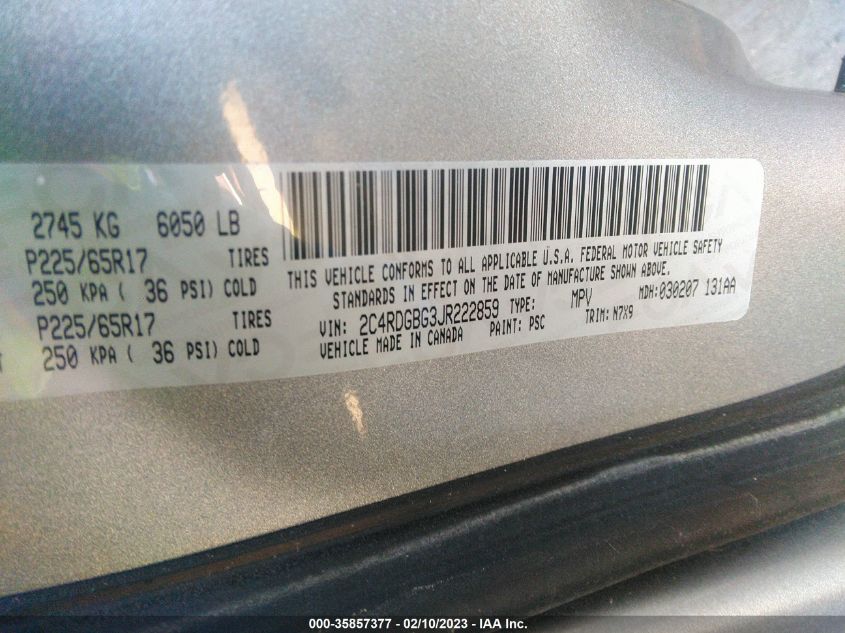 2745 KG 6050 LB
P225/65R17 TIRES
250 KPA ( 36 PSI) COLD
P225/65R17 TIRES
250 KPA ( 36 PSI) COLD
THIS VEHICLE CONFORMS TO ALL APPLICABLE U.S.A. FEDERAL MOTOR VEHICLE SAFETY
STANDARDS IN EFFECT ON THE DATE OF MANUFACTURE SHOWN ABOVE.
VIN: 2C4RDGBG3JR222859 TYPE: MPV MDH:030207 131AA
VEHICLE MADE IN CANADA PAINT: PSC TRIM: N7X9
000-35857377 - 02/10/2023 - IAA Inc.